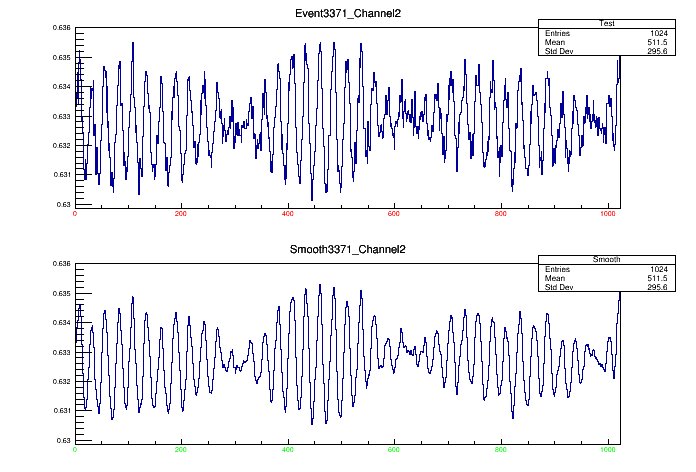 Event3371_Channel2
Test
Entries 1024
Mean 511.5
Std Dev 295.6
0.636
0.635
0.634
0.633
0.632
0.631
0.63
0 200 400 600 800 1000
Smooth3371_Channel2
Smooth
Entries 1024
Mean 511.5
Std Dev 295.6
0.636
0.635
0.634
0.633
0.632
0.631
0.63
0 200 400 600 800 1000